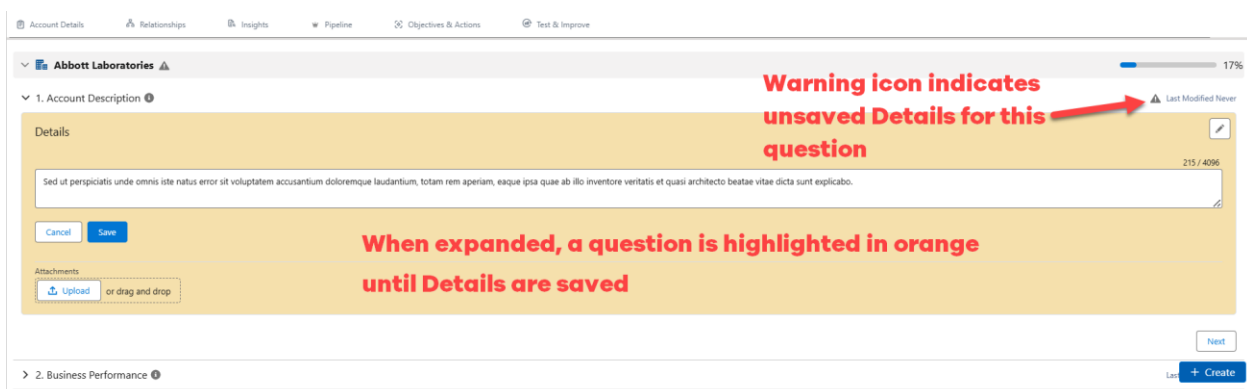 Account Details Relationships Insights Pipeline Objectives & Actions Test & Improve
Abbott Laboratories 17%
Warning icon indicates
unsaved Details for this
question
1. Account Description Last Modified Never
Details
215 / 4096
Sed ut perspiciatis unde omnis iste natus error sit voluptatem accusantium doloremque laudantium, totam rem aperiam, eaque ipsa quae ab illo inventore veritatis et quasi architecto beatae vitae dicta sunt explicabo.
Cancel Save
When expanded, a question is highlighted in orange
until Details are saved
Attachments
Upload or drag and drop
Next
2. Business Performance Las + Create